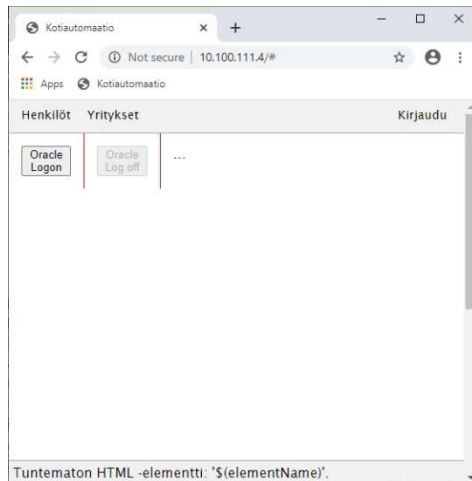 Kotiautomaatio
Not secure | 10.100.111.4/#
Apps Kotiautomaatio
Henkilöt Yritykset Kirjaudu
Oracle
Logon
Oracle
Log off
...
Tuntematon HTML -elementti: '$(elementName)'.